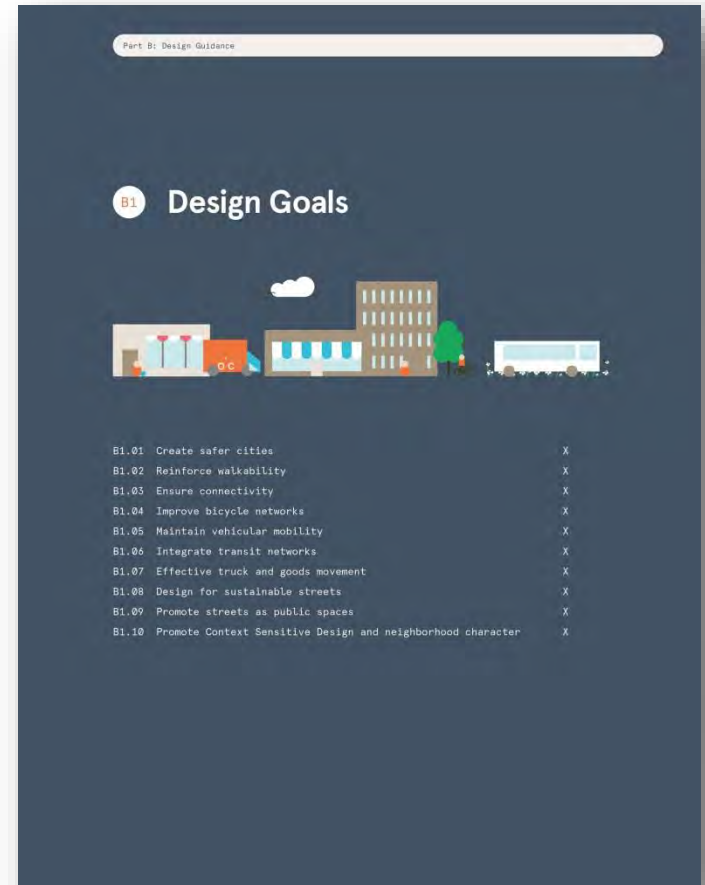 Part B: Design Guidance
B1 Design Goals
OC
B1.01 Create safer cities X
B1.02 Reinforce walkability X
B1.03 Ensure connectivity X
B1.04 Improve bicycle networks X
B1.05 Maintain vehicular mobility X
B1.06 Integrate transit networks X
B1.07 Effective truck and goods movement X
B1.08 Design for sustainable streets X
B1.09 Promote streets as public spaces X
B1.10 Promote Context Sensitive Design and neighborhood character X